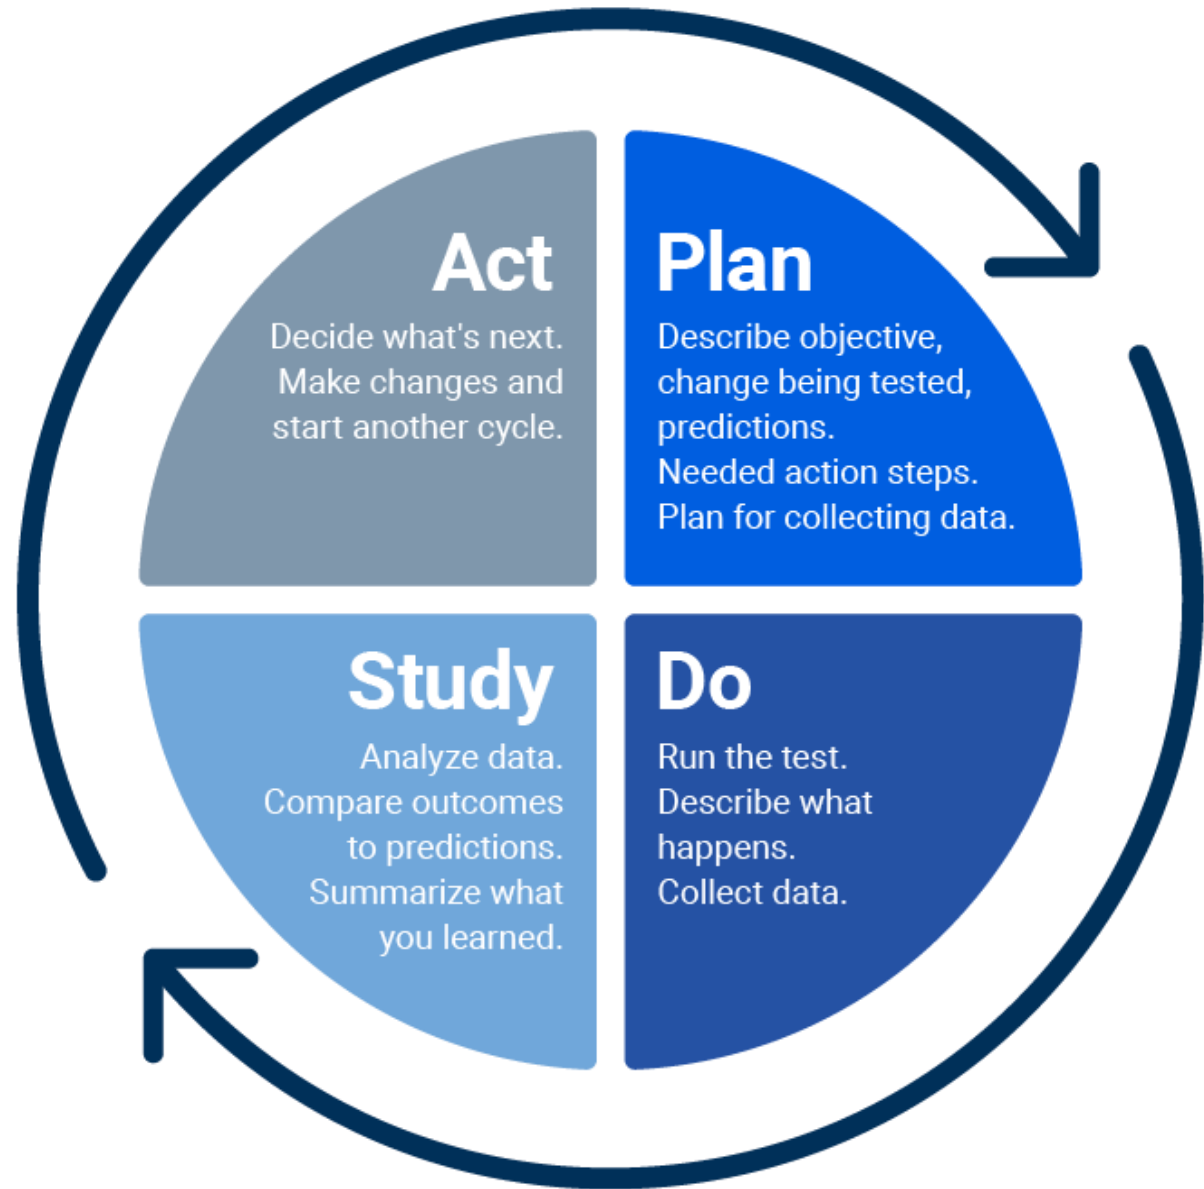 Act
Decide what's next.
Make changes and
start another cycle.
Plan
Describe objective,
change being tested,
predictions.
Needed action steps.
Plan for collecting data.
Study
Analyze data.
Compare outcomes
to predictions.
Summarize what
you learned.
Do
Run the test.
Describe what
happens.
Collect data.